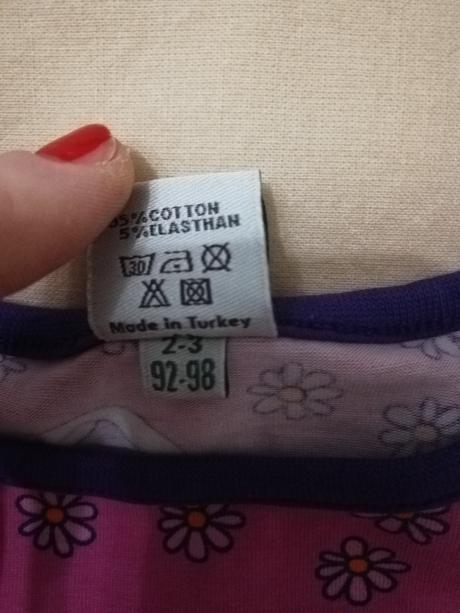 95%COTTON
5%ELASTHAN
30
Made in Turkey
2-3
92-98